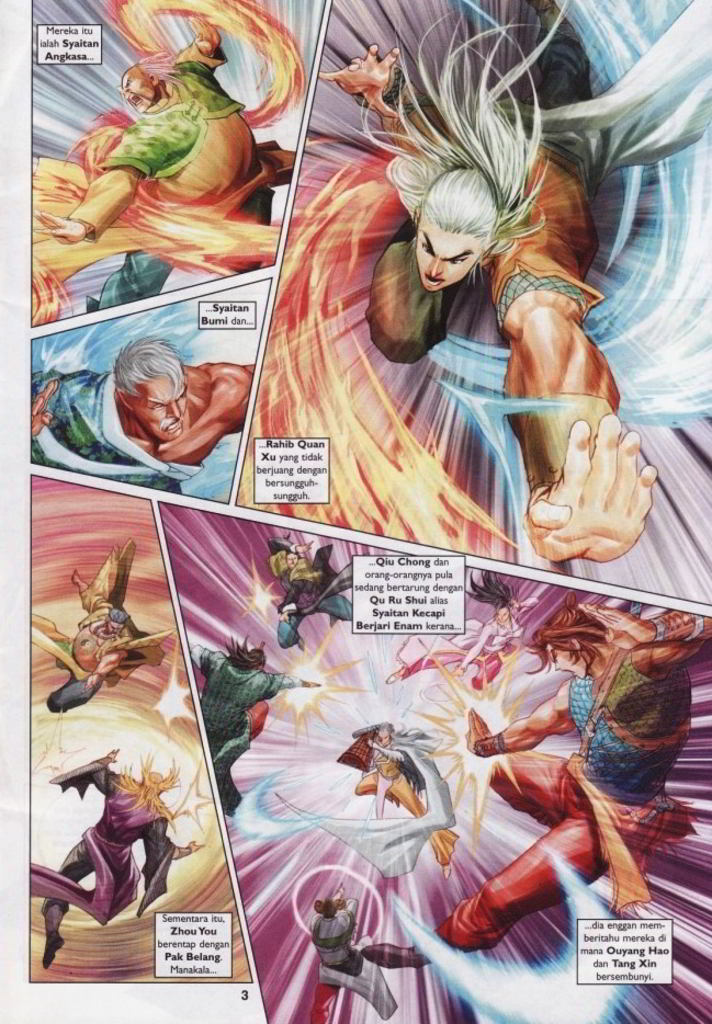 Mereka itu
ialah Syaitan
Angkasa...
...Syaitan
Bumi dan...
...Rahib Quan
Xu yang tidak
berjuang dengan
bersungguh-
sungguh.
Sementara itu,
Zhou You
berentap dengan
Pak Belang.
Manakala...
...Qiu Chong dan
orang-orangnya pula
sedang bertarung dengan
Qu Ru Shui alias
Syaitan Kecapi
Berjari Enam kerana...
...dia enggan mem-
beritahu mereka di
mana Ouyang Hao
dan Tang Xin
bersembunyi.
3